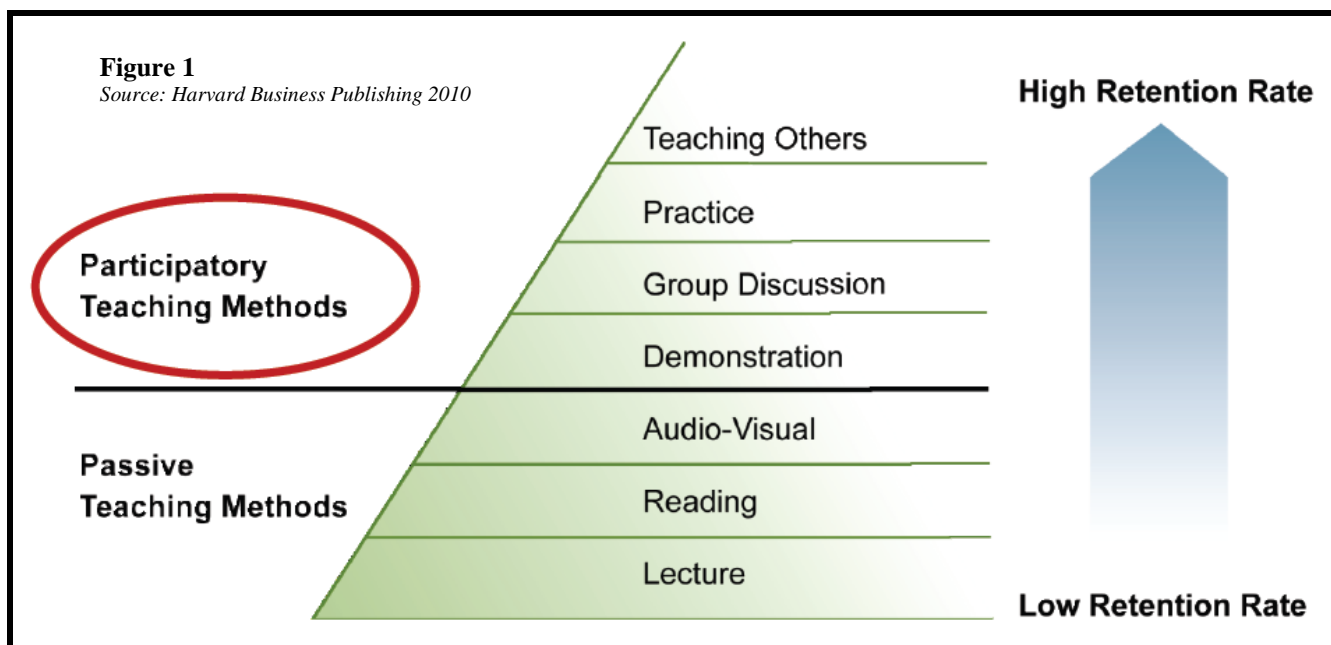 Figure 1
Source: Harvard Business Publishing 2010
High Retention Rate
Teaching Others
Practice
Participatory
Teaching Methods
Group Discussion
Demonstration
Audio-Visual
Passive
Teaching Methods
Reading
Lecture
Low Retention Rate